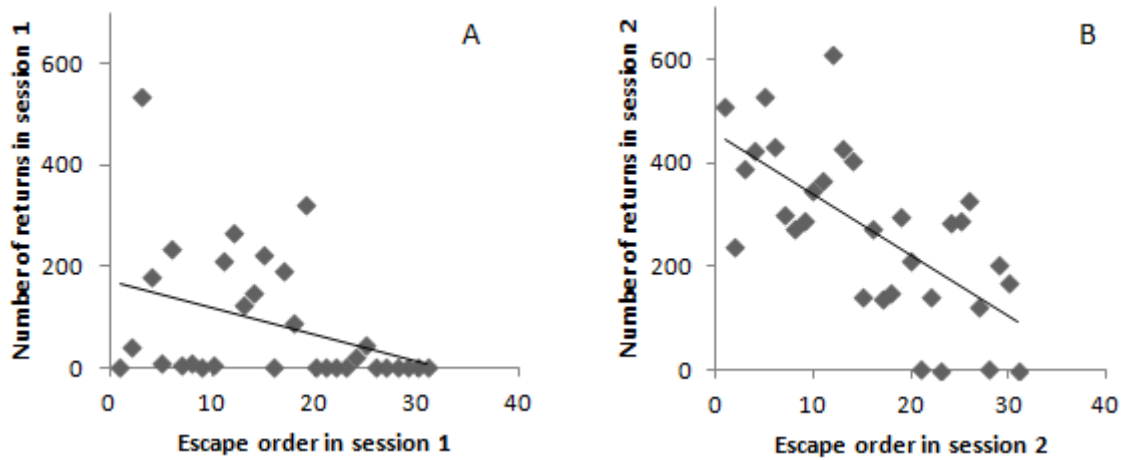 A
Number of returns in session 1
600
400
200
0
0 10 20 30 40
Escape order in session 1
B
Number of returns in session 2
600
400
200
0
0 10 20 30 40
Escape order in session 2